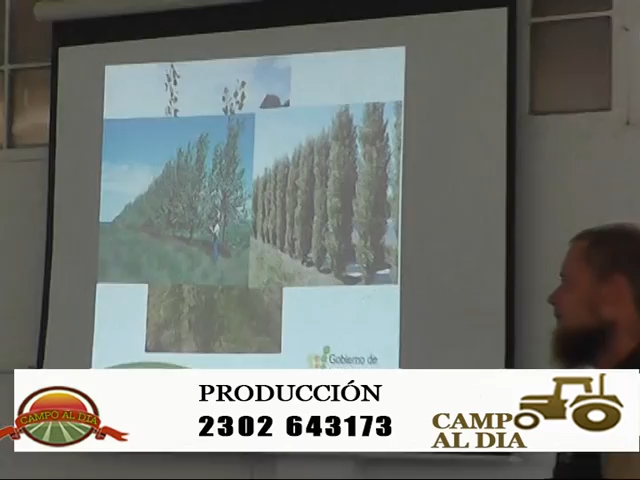 Gobierno de
CAMPO AL DIA
PRODUCCIÓN
2302 643173
CAMPO
AL DIA